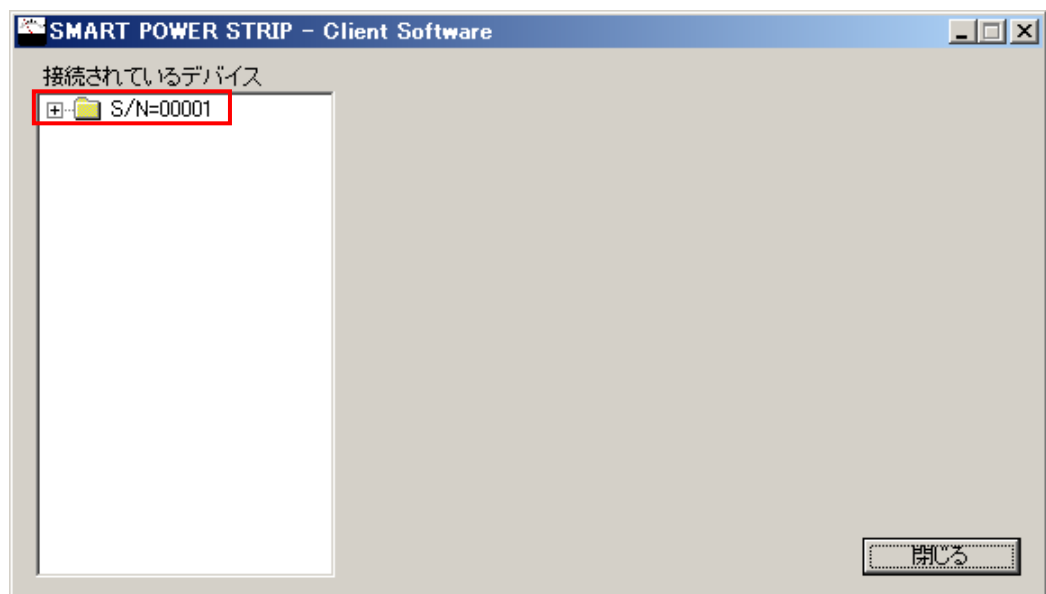 SMART POWER STRIP - Client Software
接続されているデバイス
S/N=00001
閉じる